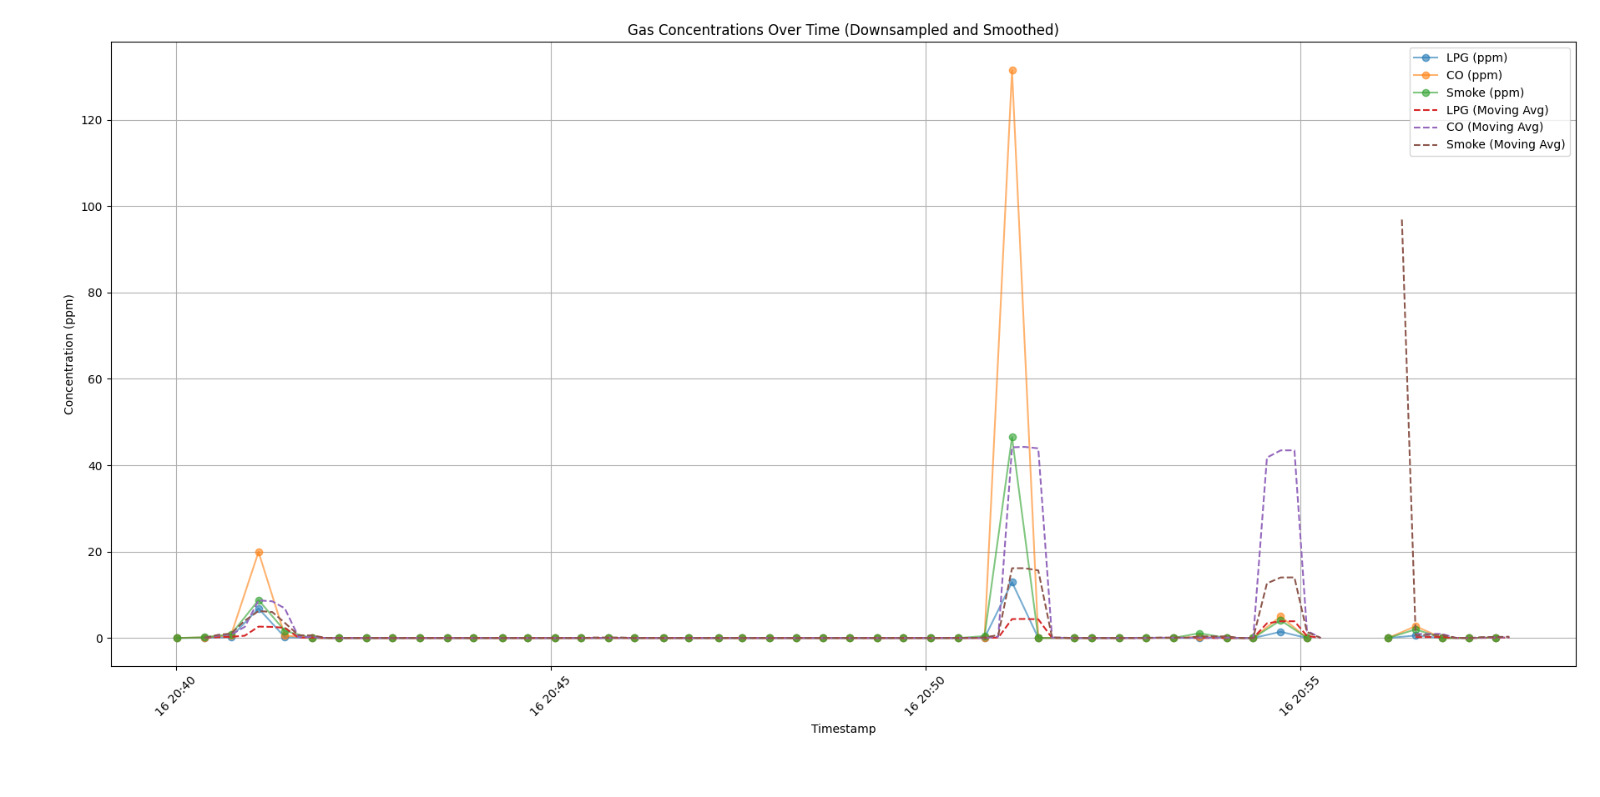 Gas Concentrations Over Time (Downsampled and Smoothed)
LPG (ppm)
CO (ppm)
Smoke (ppm)
LPG (Moving Avg)
CO (Moving Avg)
Smoke (Moving Avg)
120
100
80
60
40
20
0
Concentration (ppm)
16 20:40
16 20:45
16 20:50
16 20:55
Timestamp